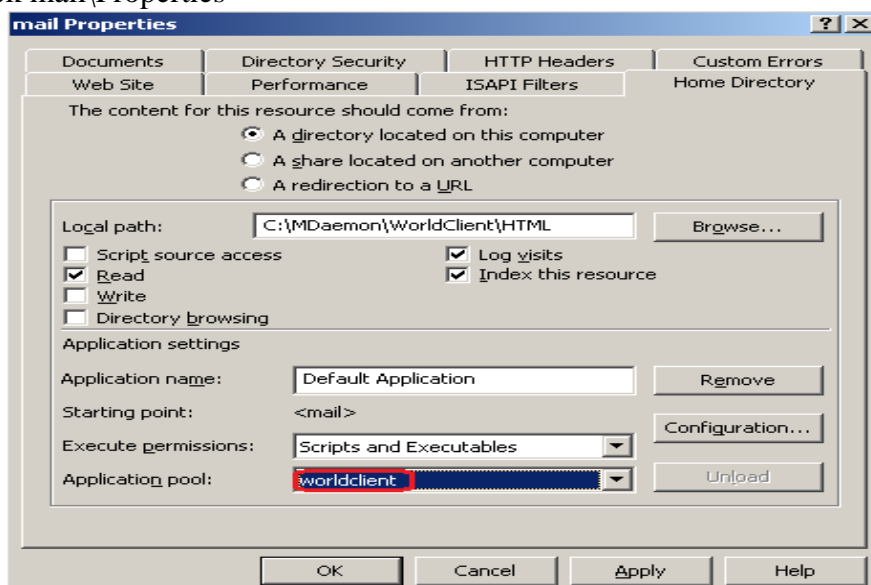 mail\Properties
mail Properties
Documents Directory Security HTTP Headers Custom Errors
Web Site Performance ISAPI Filters Home Directory
The content for this resource should come from:
A directory located on this computer
A share located on another computer
A redirection to a URL
Local path: C:\MDaemon\WorldClient\HTML Browse...
Script source access Log visits
Read Index this resource
Write
Directory browsing
Application settings
Application name: Default Application Remove
Starting point: <mail>
Configuration...
Execute permissions: Scripts and Executables
Application pool: worldclient Unload
OK Cancel Apply Help